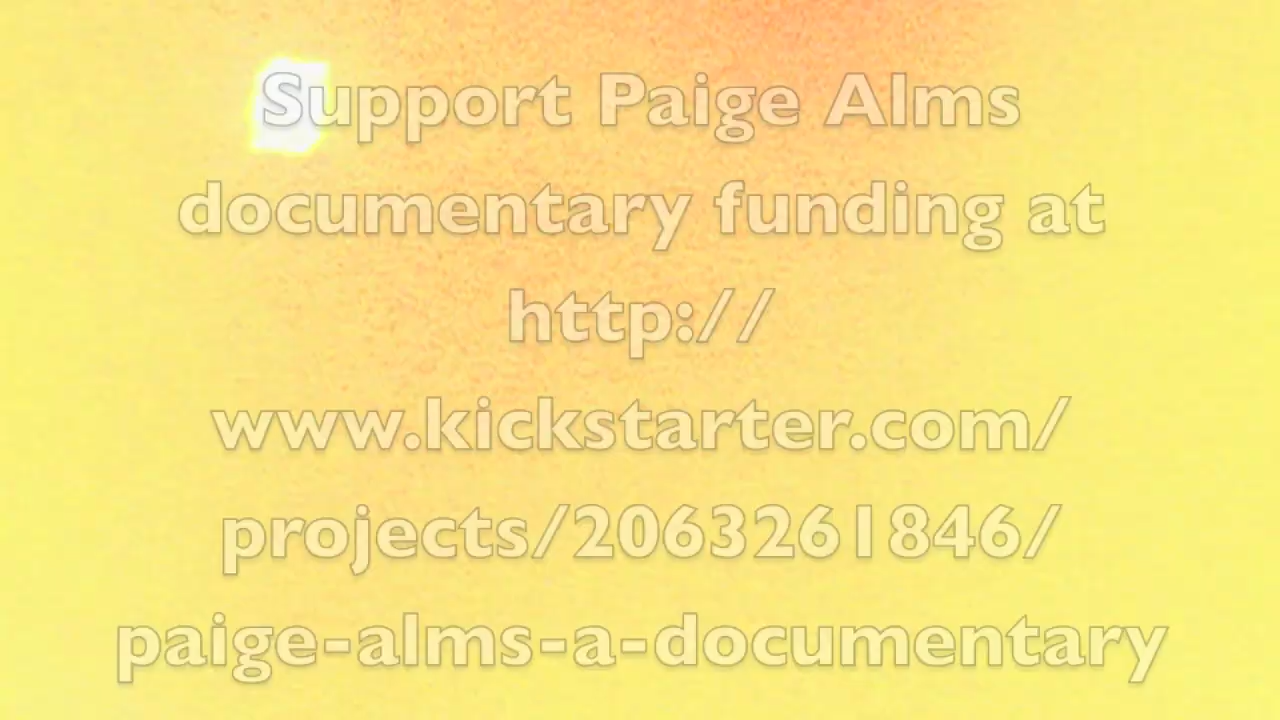 Support Paige Alms
documentary funding at
http://
www.kickstarter.com/
projects/2063261846/
paige-alms-a-documentary